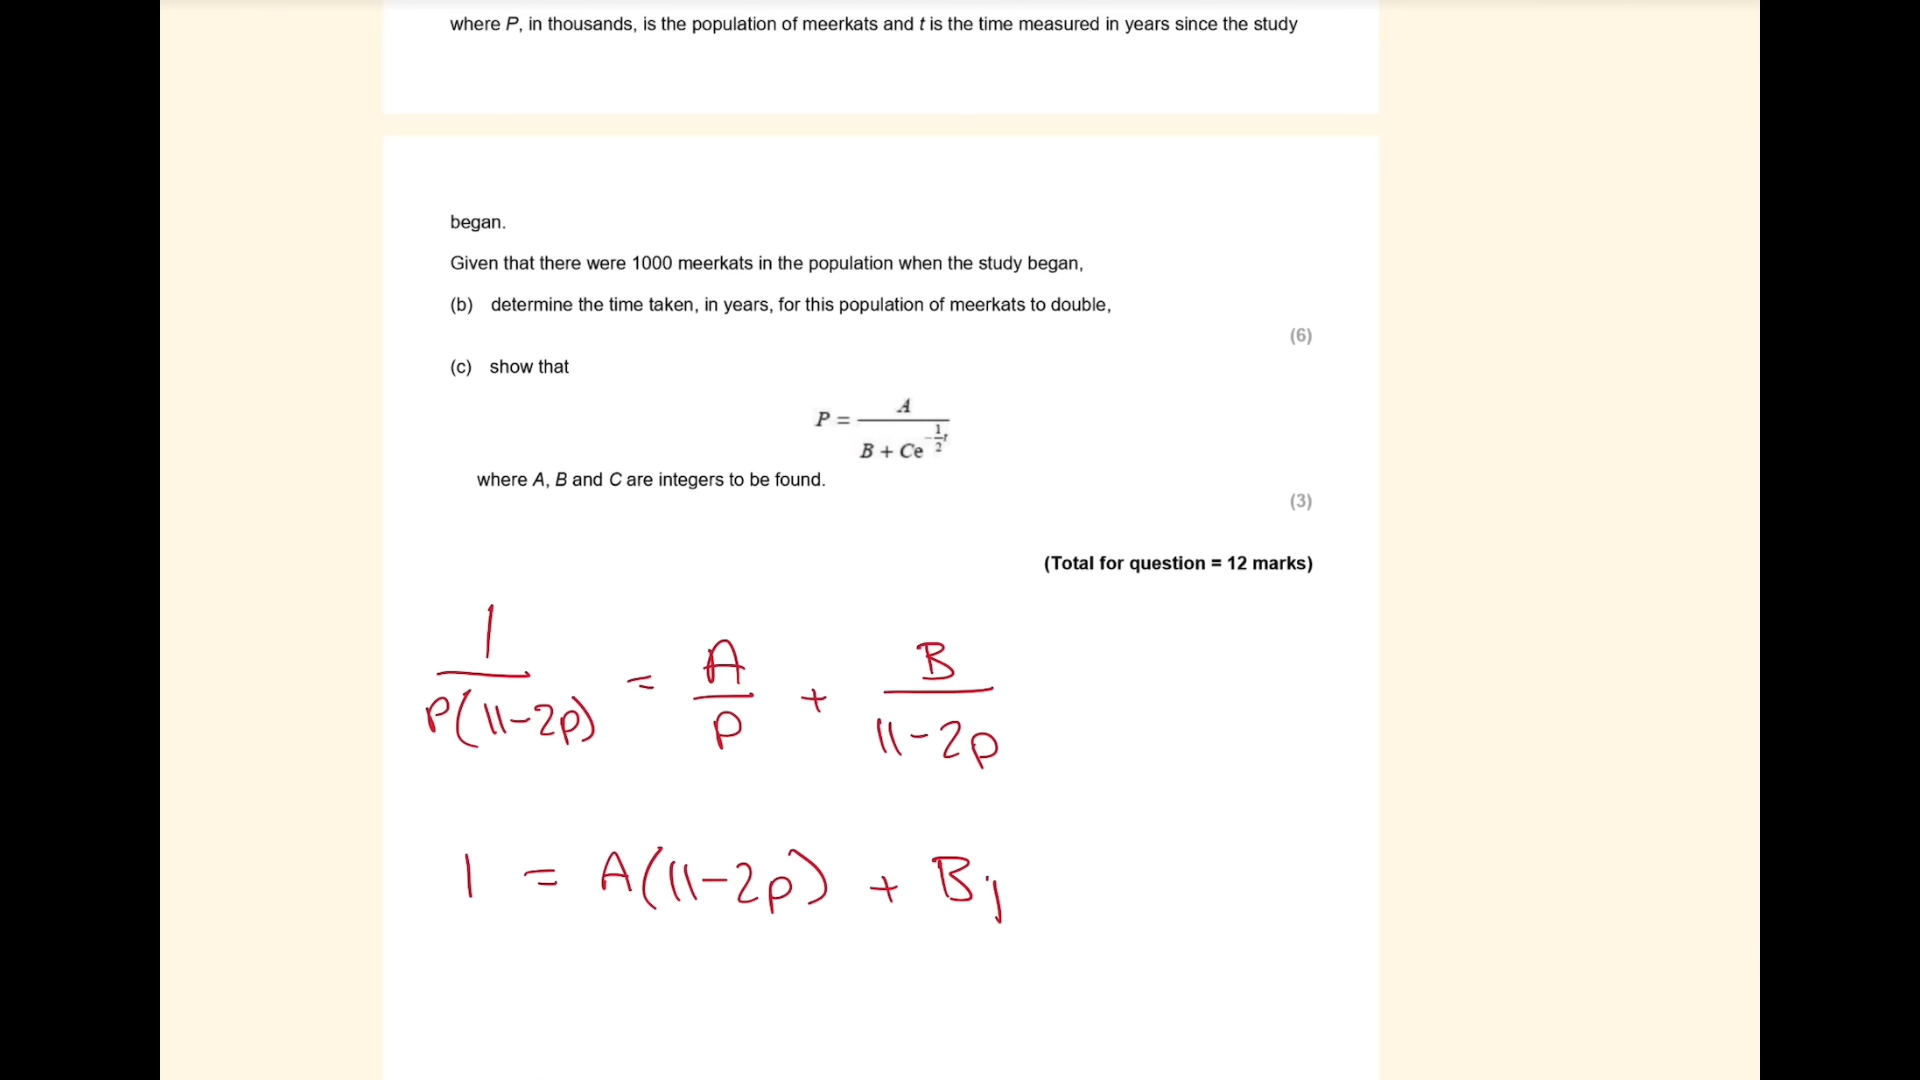 where P, in thousands, is the population of meerkats and t is the time measured in years since the study
began.
Given that there were 1000 meerkats in the population when the study began,
(b) determine the time taken, in years, for this population of meerkats to double,
(6)
(c) show that
P = A / (B + Ce^(-1/2 t))
where A, B and C are integers to be found.
(3)
(Total for question = 12 marks)
1 / P(11-2P) = A / P + B / 11-2P
1 = A(11-2P) + B